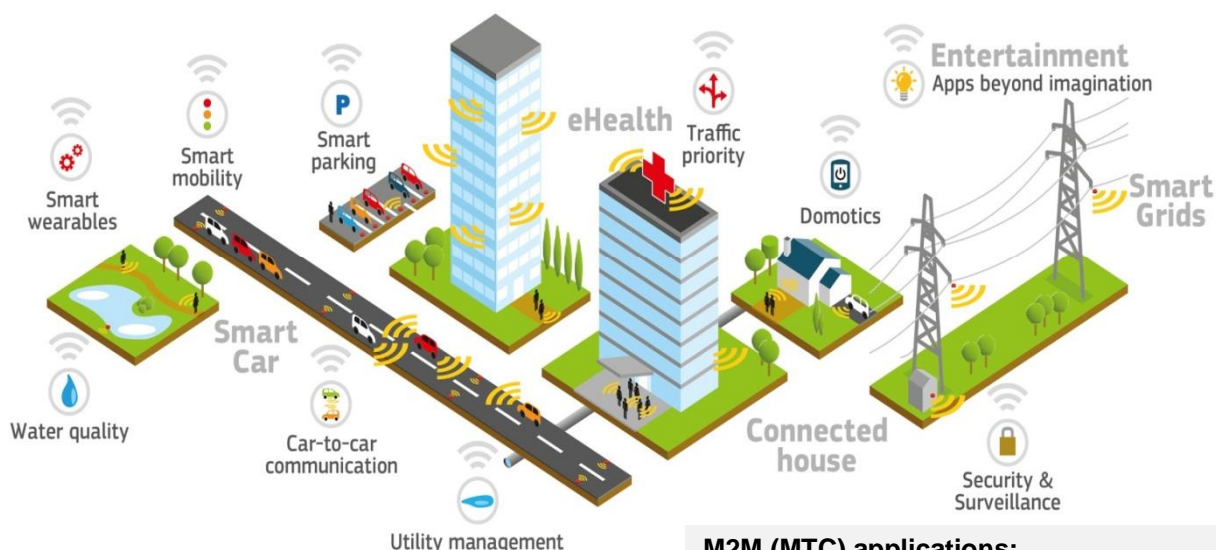 Entertainment
Apps beyond imagination
P
Smart
parking
eHealth
Traffic
priority
Smart
mobility
Smart
wearables
Domotics
Smart
Grids
Smart
Car
Water quality
Car-to-car
communication
Connected
house
Security &
Surveillance
Utility management
M2M (MTC) applications: